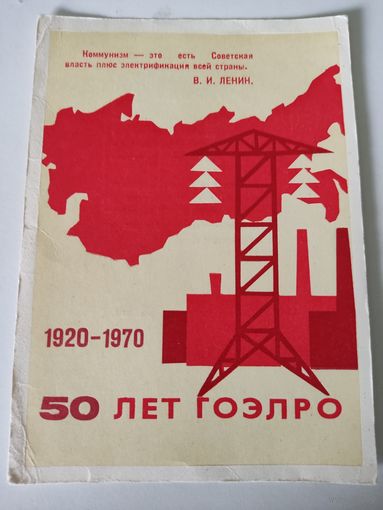 Коммунизм — это есть Советская
власть плюс электрификация всей страны.
В. И. ЛЕНИН.
1920-1970
50 ЛЕТ ГОЭЛРО